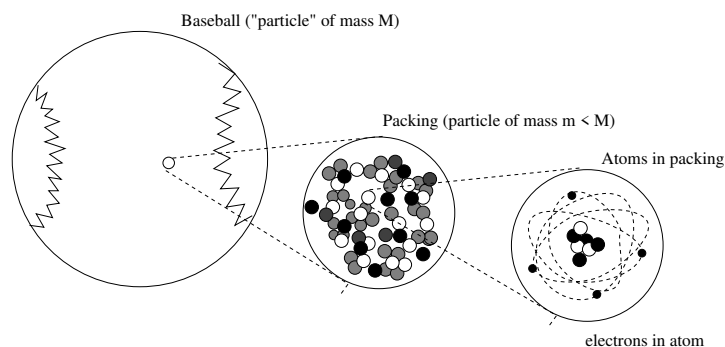 Baseball ("particle" of mass M)
Packing (particle of mass m < M)
Atoms in packing
electrons in atom